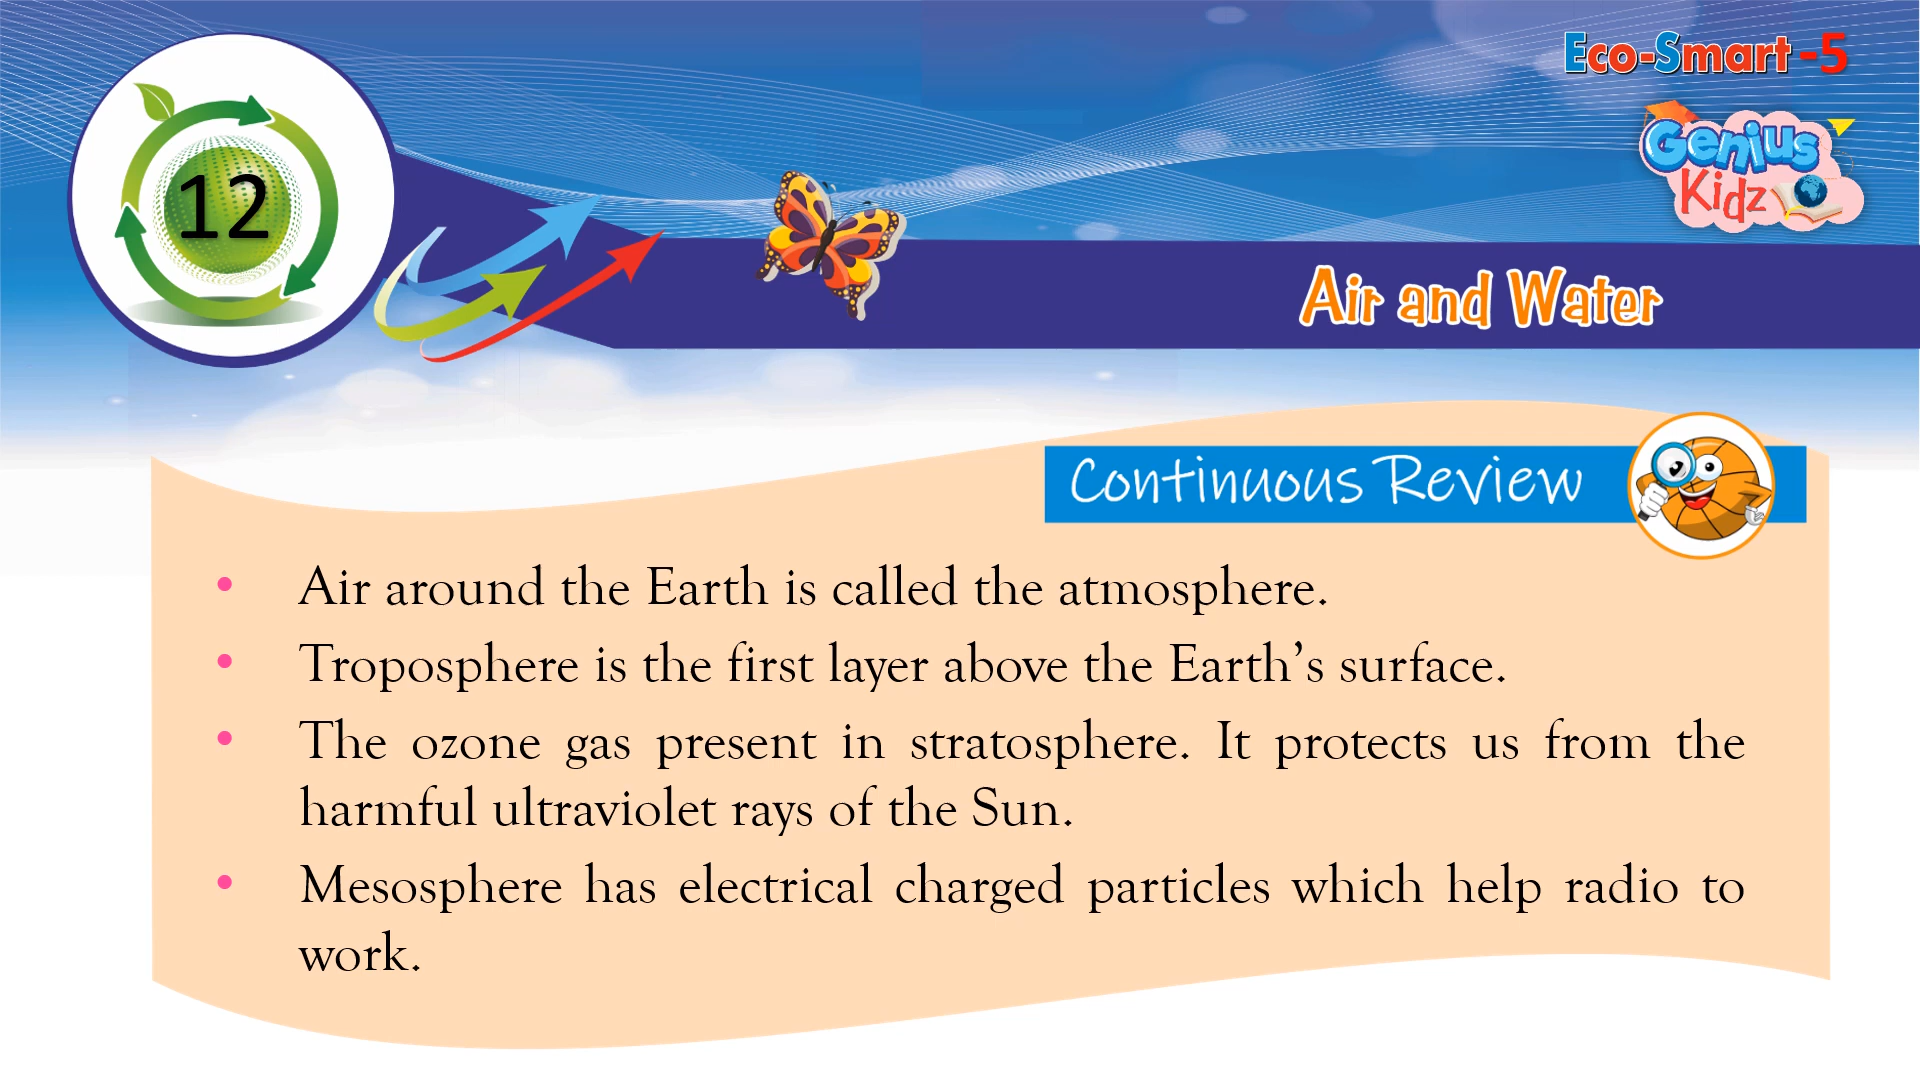 Eco-Smart-5
Genius
Kidz
12
Air and Water
Continuous Review
• Air around the Earth is called the atmosphere.
• Troposphere is the first layer above the Earth’s surface.
• The ozone gas present in stratosphere. It protects us from the
harmful ultraviolet rays of the Sun.
• Mesosphere has electrical charged particles which help radio to
work.